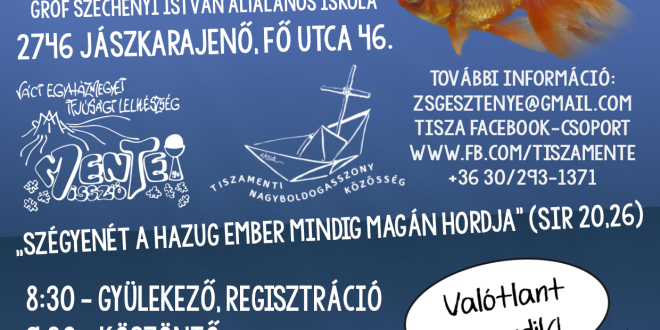 GRÓF SZÉCHENYI ISTVÁN ÁLTALÁNOS ISKOLA
2746 JÁSZKARAJENŐ, FŐ UTCA 46.
VÁCI EGYHÁZMEGYEI
IFJÚSÁGI LELKÉSZSÉG
MENTÉI
MISSZIÓ
TISZAMENTI
NAGYBOLDOGASSZONY
KÖZÖSSÉG
TOVÁBBI INFORMÁCIÓ:
ZSGESZTENYE@GMAIL.COM
TISZA FACEBOOK-CSOPORT
WWW.FB.COM/TISZAMENTE
+36 30/293-1371
„SZÉGYENÉT A HAZUG EMBER MINDIG MAGÁN HORDJA" (SIR 20,26)
8:30 - GYÜLEKEZŐ, REGISZTRÁCIÓ
Valótlant